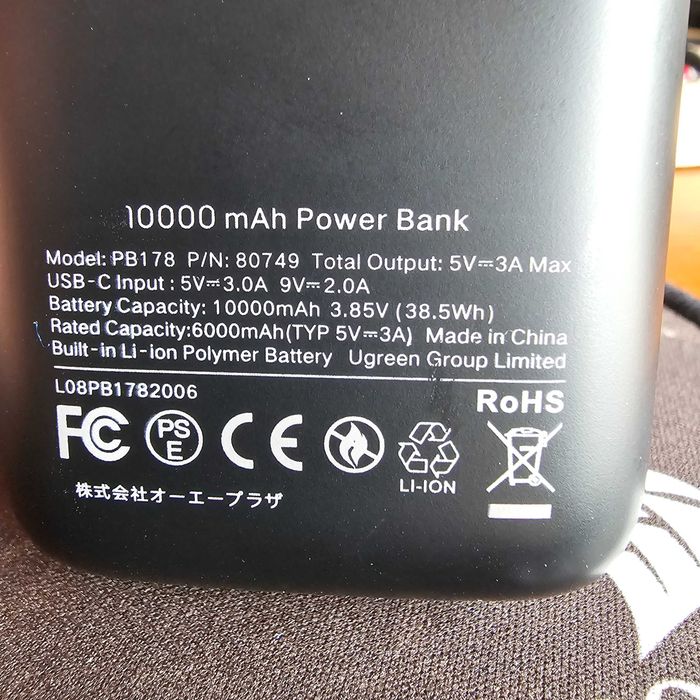 10000 mAh Power Bank
Model: PB178 P/N: 80749 Total Output: 5V⎓3A Max
USB-C Input : 5V⎓3.0A 9V⎓2.0A
Battery Capacity: 10000mAh 3.85V (38.5Wh)
Rated Capacity:6000mAh(TYP 5V⎓3A) Made in China
Built-in Li-ion Polymer Battery Ugreen Group Limited
L08PB1782006
RoHS
FC PS E CE
LI-ION
株式会社オーエープラザ